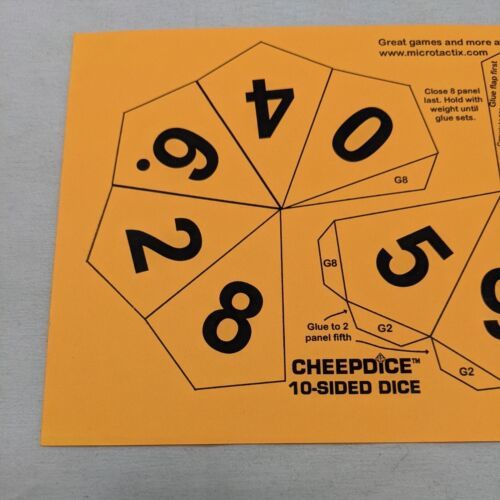 Great games and more a
www.microtactix.com
Close 8 panel
last. Hold with
weight until
glue sets.
Glue flap first
0
4
6.
2
8
G8
5
G8
G2
G2
Glue to 2
panel fifth
CHEEPDICE™
10-SIDED DICE